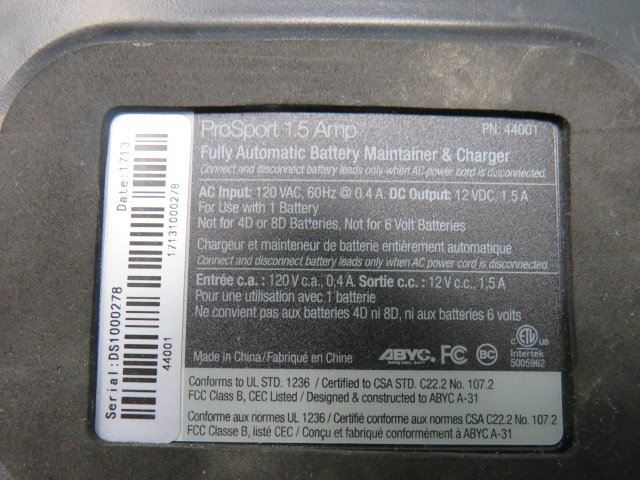 ProSport 1.5 Amp
PN: 44001
Fully Automatic Battery Maintainer & Charger
Connect and disconnect battery leads only when AC power cord is disconnected.
AC Input: 120 VAC, 60Hz @ 0.4 A DC Output: 12 VDC, 1.5 A
For Use with 1 Battery
Not for 4D or 8D Batteries, Not for 6 Volt Batteries
Chargeur et mainteneur de batterie entièrement automatique
Connect and disconnect battery leads only when AC power cord is disconnected.
Entrée c.a. : 120 V c.a., 0,4 A. Sortie c.c. : 12 V c.c., 1.5 A
Pour une utilisation avec 1 batterie
Ne convient pas aux batteries 4D ni 8D, ni aux batteries 6 volts
Made in China/Fabriqué en Chine
ABYC. FC BC
ETL
c us
Intertek
5005962
Conforms to UL STD. 1236 / Certified to CSA STD. C22.2 No. 107.2
FCC Class B, CEC Listed / Designed & constructed to ABYC A-31
Conforme aux normes UL 1236 / Certifié conforme aux normes CSA C22.2 No. 107.2
FCC Classe B, listé CEC / Conçu et fabriqué conformément à ABYC A-31
Serial:DS1000278
Date:1713
44001
17131000278